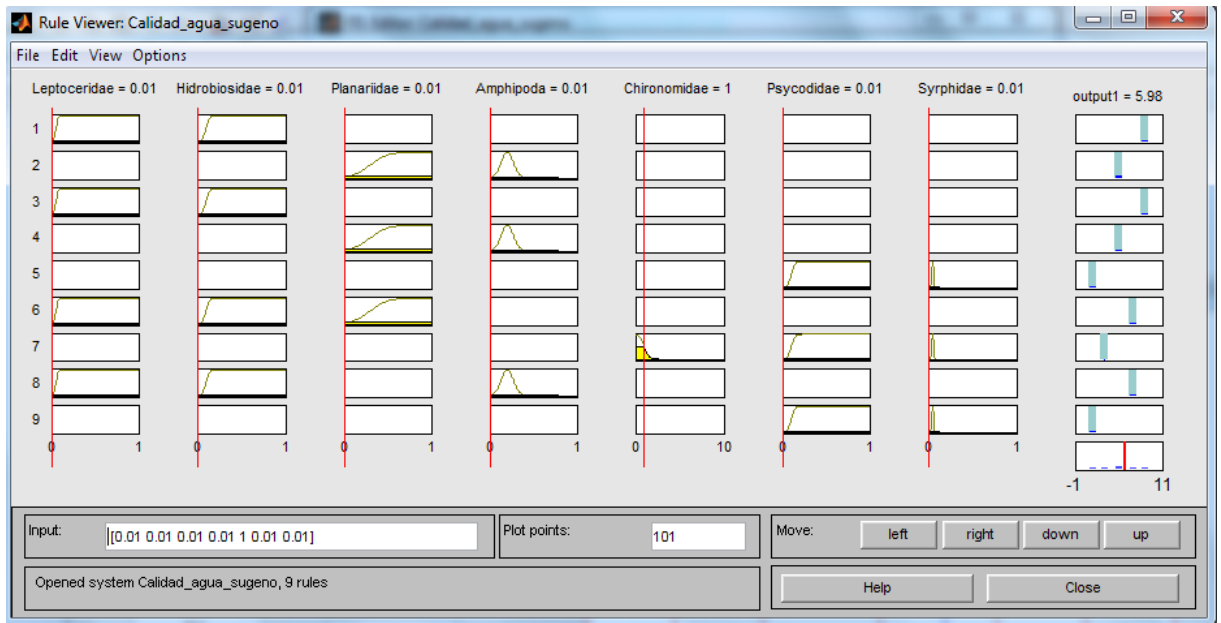 Rule Viewer: Calidad_agua_sugeno
File Edit View Options
Leptoceridae = 0.01 Hidrobiosidae = 0.01 Planariidae = 0.01 Amphipoda = 0.01 Chironomidae = 1 Psycodidae = 0.01 Syrphidae = 0.01 output1 = 5.98
1
2
3
4
5
6
7
8
9
0 1 0 1 0 1 0 1 0 10 0 1 0 1
-1 11
Input: [0.01 0.01 0.01 0.01 1 0.01 0.01] Plot points: 101 Move: left right down up
Opened system Calidad_agua_sugeno, 9 rules Help Close